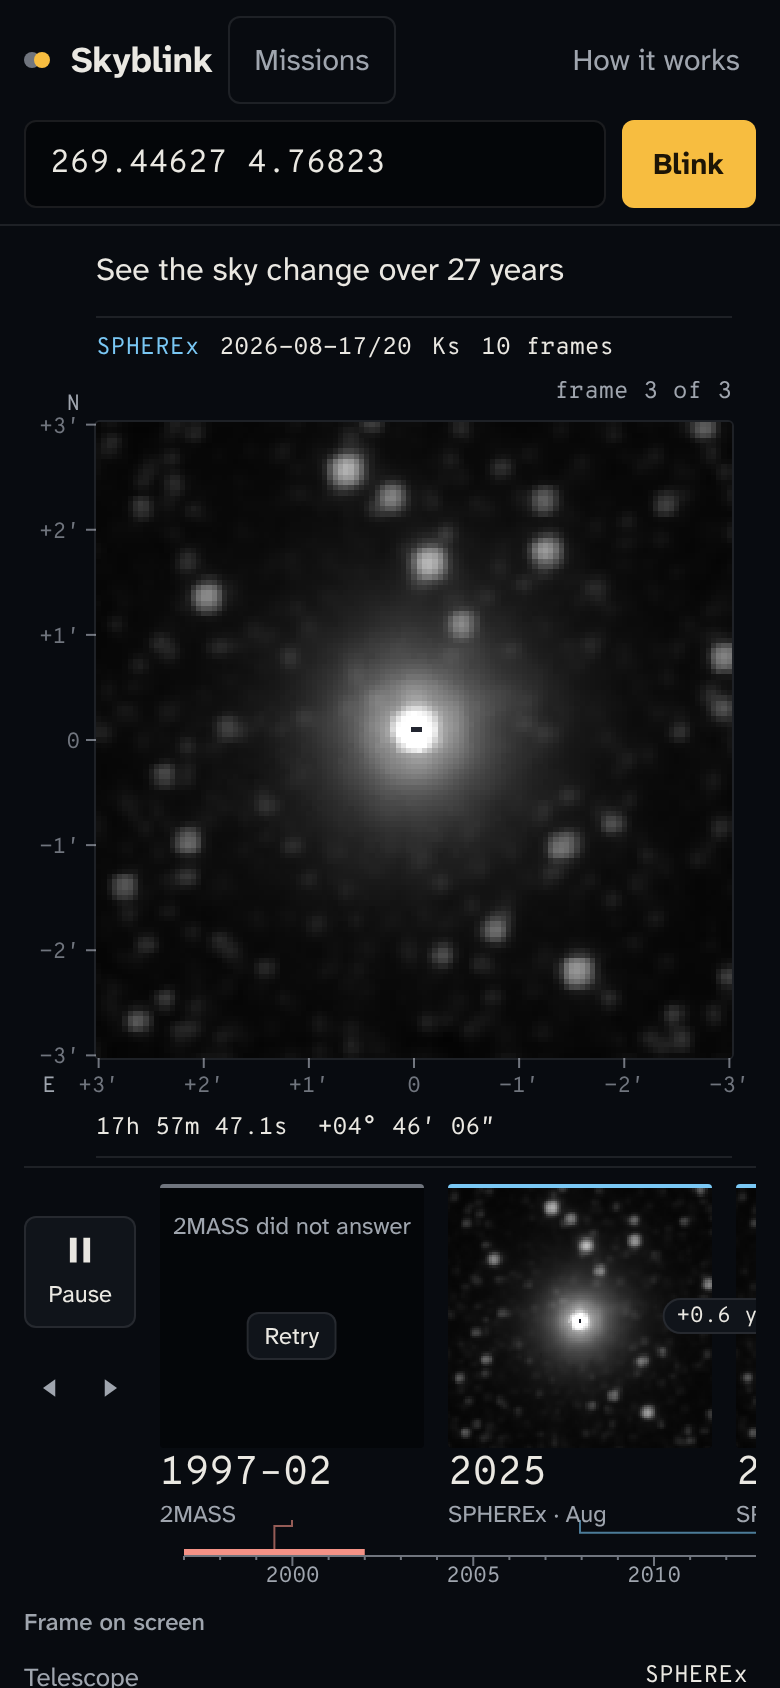 Skyblink Missions How it works
269.44627 4.76823 Blink
See the sky change over 27 years
SPHEREx 2026-08-17/20 Ks 10 frames
frame 3 of 3
N
+3′
+2′
+1′
0
−1′
−2′
−3′
E +3′ +2′ +1′ 0 −1′ −2′ −3′
17h 57m 47.1s +04° 46′ 06″
Pause
2MASS did not answer
Retry
+0.6 y
1997–02 2025 2
2MASS SPHEREx · Aug SP
2000 2005 2010
Frame on screen
Telescope SPHEREx